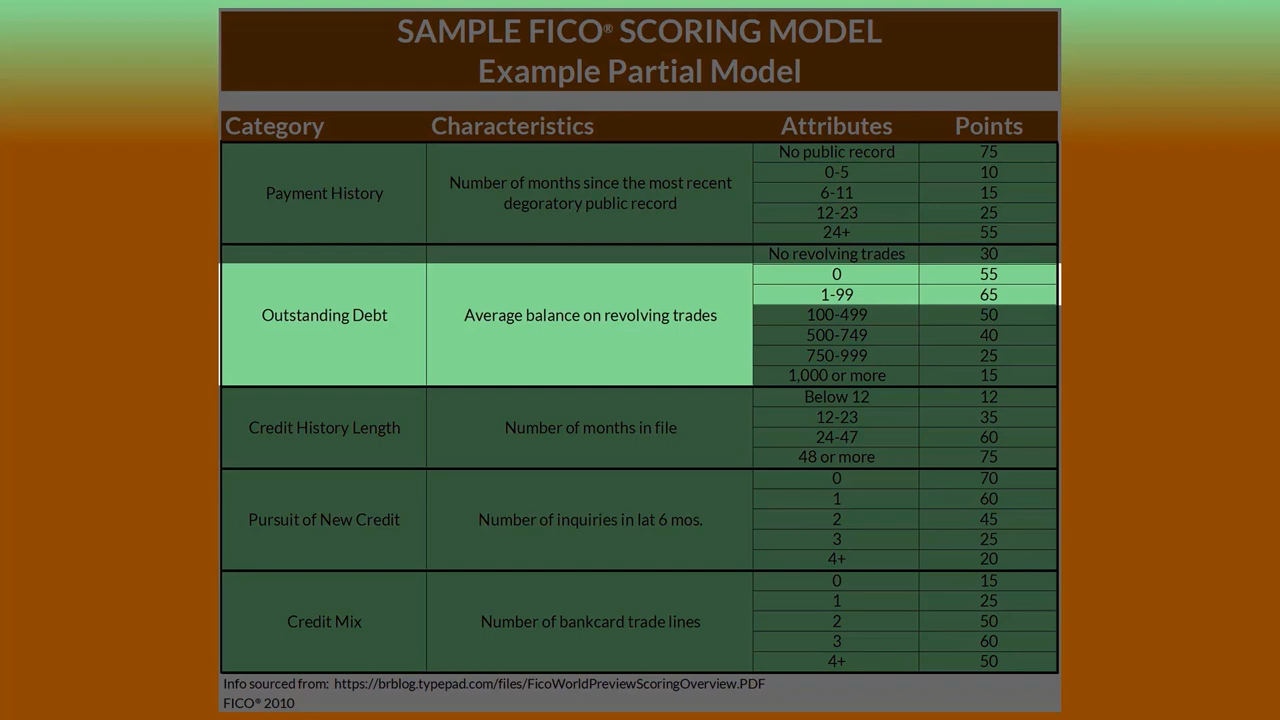 SAMPLE FICO® SCORING MODEL
Example Partial Model
Category Characteristics Attributes Points
Payment History
Number of months since the most recent
degoratory public record
No public record 75
0-5 10
6-11 15
12-23 25
24+ 55
Outstanding Debt
Average balance on revolving trades
No revolving trades 30
0 55
1-99 65
100-499 50
500-749 40
750-999 25
1,000 or more 15
Credit History Length
Number of months in file
Below 12 12
12-23 35
24-47 60
48 or more 75
Pursuit of New Credit
Number of inquiries in lat 6 mos.
0 70
1 60
2 45
3 25
4+ 20
Credit Mix
Number of bankcard trade lines
0 15
1 25
2 50
3 60
4+ 50
Info sourced from: https://brblog.typepad.com/files/FicoWorldPreviewScoringOverview.PDF
FICO® 2010